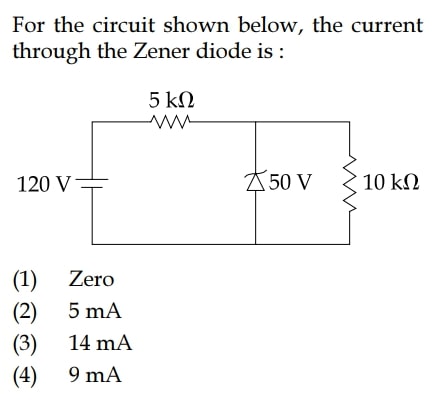 For the circuit shown below, the current
through the Zener diode is :
5 kΩ
120 V
50 V
10 kΩ
(1) Zero
(2) 5 mA
(3) 14 mA
(4) 9 mA